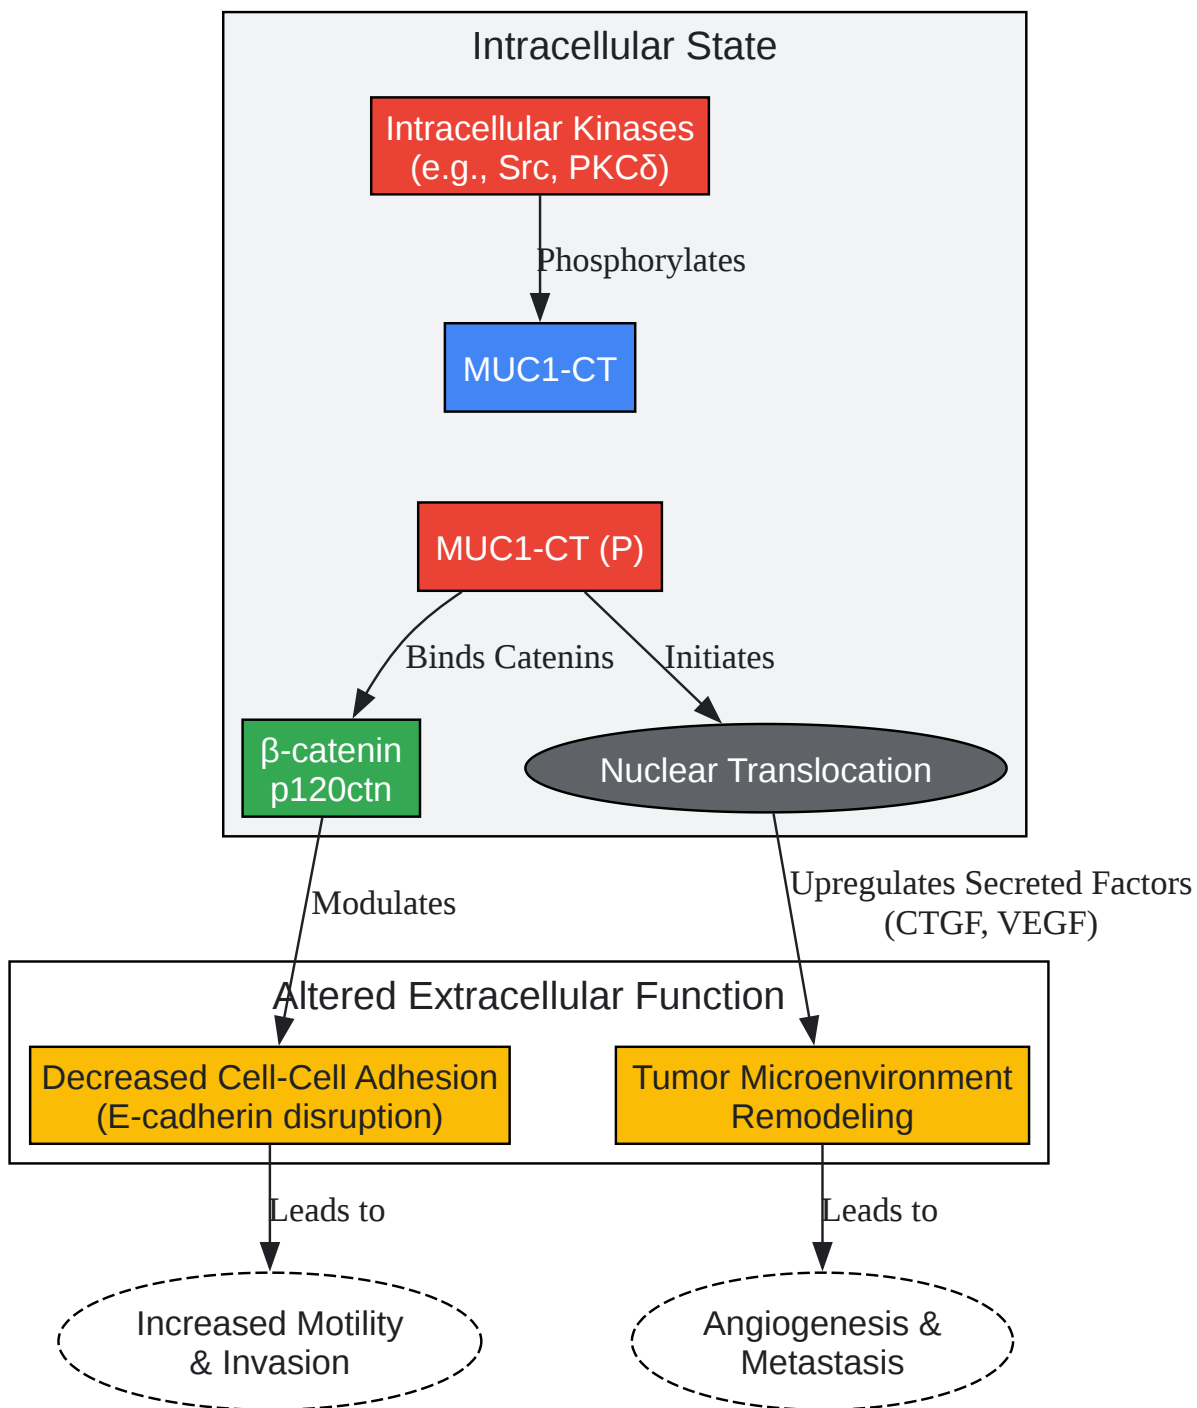 Intracellular State
Intracellular Kinases
(e.g., Src, PKCδ)
Phosphorylates
MUC1-CT
MUC1-CT (P)
Binds Catenins
Initiates
β-catenin
p120ctn
Nuclear Translocation
Modulates
Upregulates Secreted Factors
(CTGF, VEGF)
Altered Extracellular Function
Decreased Cell-Cell Adhesion
(E-cadherin disruption)
Tumor Microenvironment
Remodeling
Leads to
Leads to
Increased Motility
& Invasion
Angiogenesis &
Metastasis